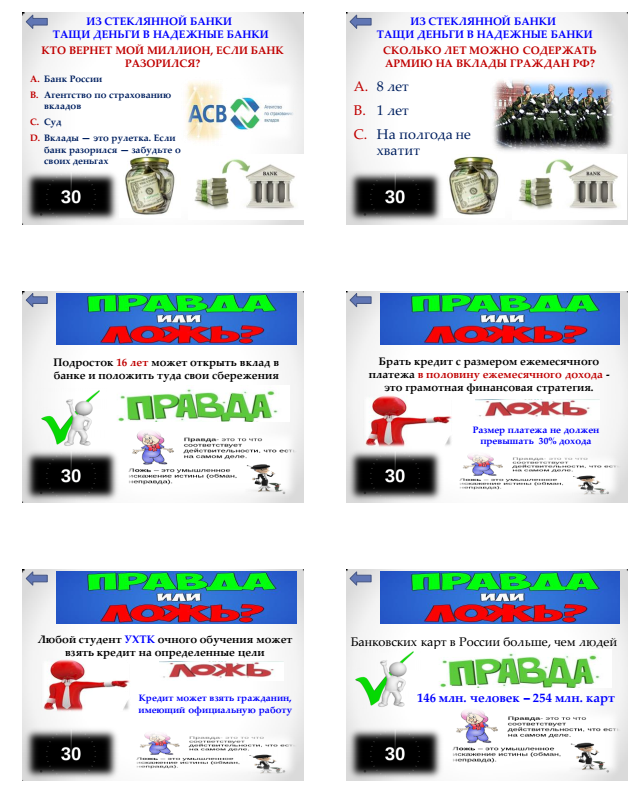 ИЗ СТЕКЛЯННОЙ БАНКИ
ТАЩИ ДЕНЬГИ В НАДЕЖНЫЕ БАНКИ
КТО ВЕРНЕТ МОЙ МИЛЛИОН, ЕСЛИ БАНК
РАЗОРИЛСЯ?
A. Банк России
B. Агентство по страхованию
вкладов
C. Суд
D. Вклады — это рулетка. Если
банк разорился — забудьте о
своих деньгах
АСВ
Агентство
по страхованию
вкладов
BANK
30
ИЗ СТЕКЛЯННОЙ БАНКИ
ТАЩИ ДЕНЬГИ В НАДЕЖНЫЕ БАНКИ
СКОЛЬКО ЛЕТ МОЖНО СОДЕРЖАТЬ
АРМИЮ НА ВКЛАДЫ ГРАЖДАН РФ?
A. 8 лет
B. 1 лет
C. На полгода не
хватит
BANK
30
ПРАВДА
ИЛИ
ЛОЖЬ?
Подросток 16 лет может открыть вклад в
банке и положить туда свои сбережения
ПРАВДА
Правда- это то что
соответствует
действительности, что ест
на самом деле.
Ложь – это умышленное
искажение истины (обман,
неправда).
30
ПРАВДА
ИЛИ
ЛОЖЬ?
Брать кредит с размером ежемесячного
платежа в половину ежемесячного дохода -
это грамотная финансовая стратегия.
ЛОЖЬ
Размер платежа не должен
превышать 30% дохода
Правда- это то что
соответствует
действительности, что ест
на самом деле.
Ложь – это умышленное
искажение истины (обман,
неправда).
30
ПРАВДА
ИЛИ
ЛОЖЬ?
Любой студент УХТК очного обучения может
взять кредит на определенные цели
ЛОЖЬ
Кредит может взять гражданин,
имеющий официальную работу
Правда- это то что
соответствует
действительности, что ест
на самом деле.
Ложь – это умышленное
искажение истины (обман,
неправда).
30
ПРАВДА
ИЛИ
ЛОЖЬ?
Банковских карт в России больше, чем людей
ПРАВДА
146 млн. человек – 254 млн. карт
Правда- это то что
соответствует
действительности, что ест
на самом деле.
Ложь – это умышленное
искажение истины (обман,
неправда).
30